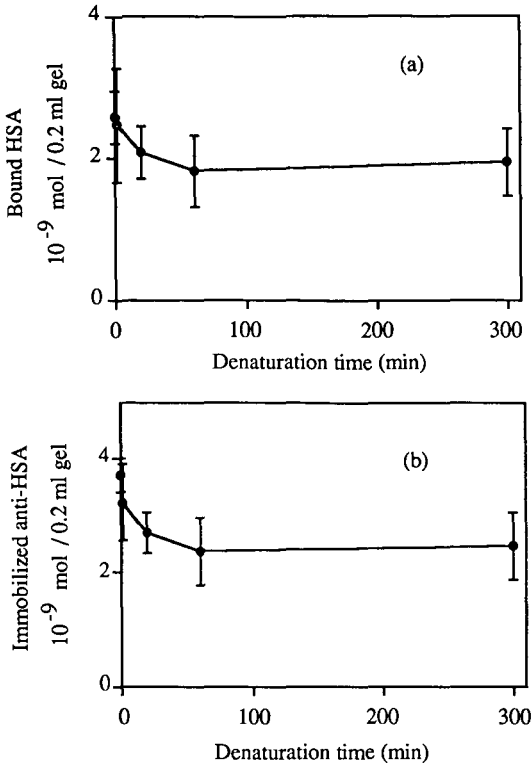 4
(a)
Bound HSA
10⁻⁹ mol / 0.2 ml gel
2
0
0 100 200 300
Denaturation time (min)
(b)
4
Immobilized anti-HSA
10⁻⁹ mol / 0.2 ml gel
2
0
0 100 200 300
Denaturation time (min)